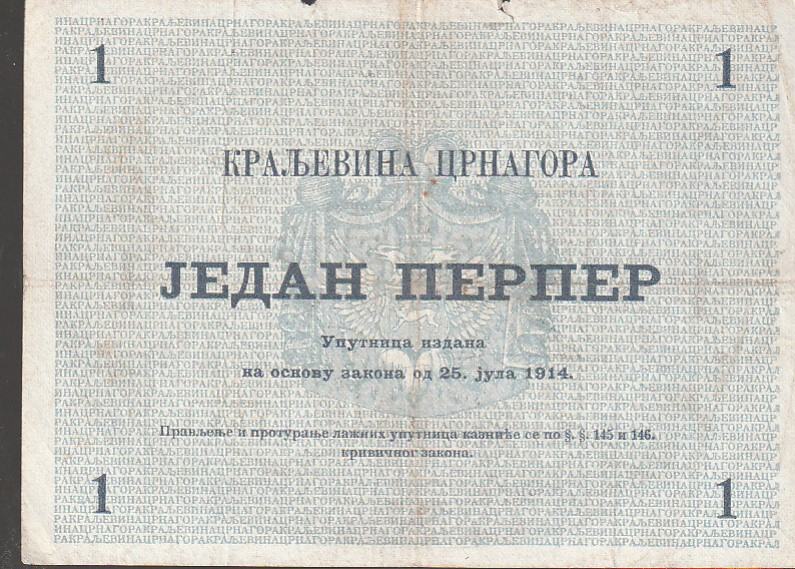 1 1
КРАЉЕВИНА ЦРНАГОРА
ЈЕДАН ПЕРПЕР
Упутница издана
на основу закона од 25. јула 1914.
Прављење и протурање лажних упутница казниће се по §. §. 145 и 146.
кривичног закона.
1 1